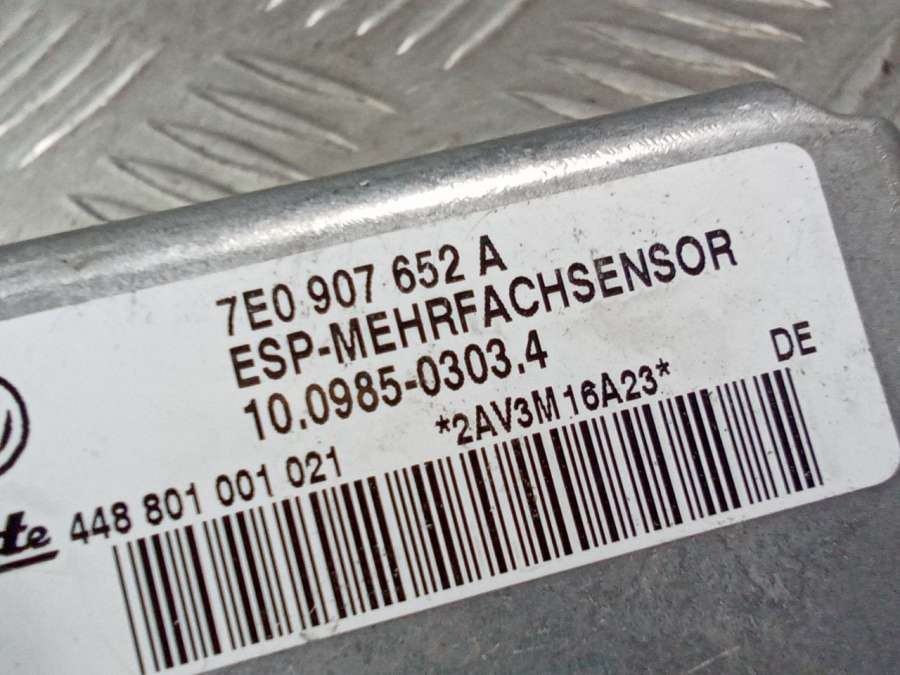 7E0 907 652 A
ESP-MEHRFACHSENSOR
10.0985-0303.4
DE
*2AV3M16A23*
448 801 001 021